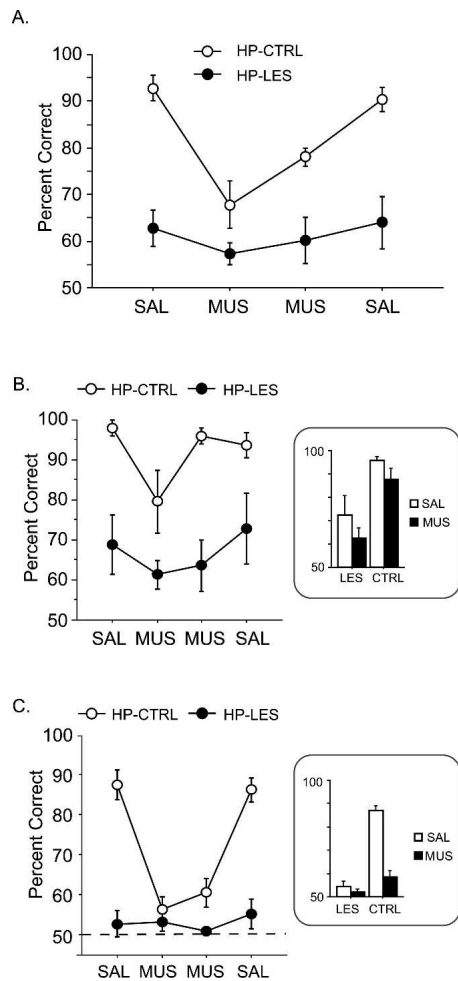 A.
HP-CTRL
HP-LES
100
90
80
70
60
50
Percent Correct
SAL MUS MUS SAL
B.
HP-CTRL HP-LES
100
90
80
70
60
50
Percent Correct
SAL MUS MUS SAL
100
50
LES CTRL
SAL
MUS
C.
HP-CTRL HP-LES
100
90
80
70
60
50
Percent Correct
SAL MUS MUS SAL
100
50
LES CTRL
SAL
MUS